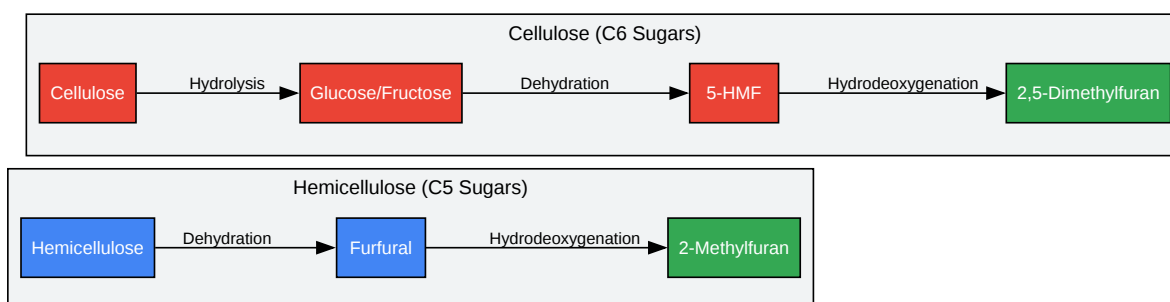 Cellulose (C6 Sugars)
Cellulose
Hydrolysis
Glucose/Fructose
Dehydration
5-HMF
Hydrodeoxygenation
2,5-Dimethylfuran
Hemicellulose (C5 Sugars)
Hemicellulose
Dehydration
Furfural
Hydrodeoxygenation
2-Methylfuran